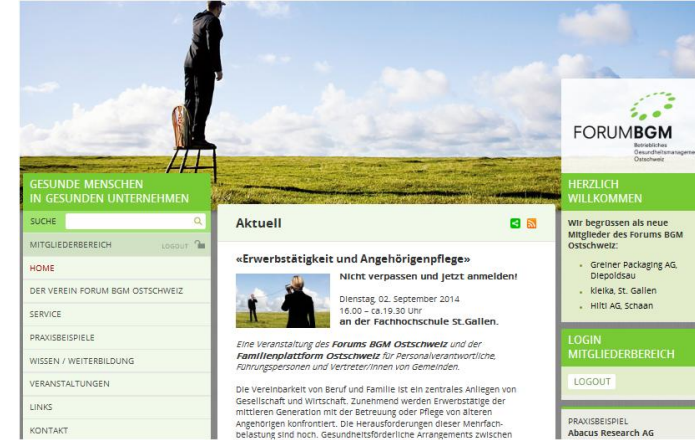 FORUMBGM
Betriebliches
Gesundheitsmanageme
Ostschweiz
GESUNDE MENSCHEN
IN GESUNDEN UNTERNEHMEN
SUCHE
MITGLIEDERBEREICH LOGOUT
HOME
DER VEREIN FORUM BGM OSTSCHWEIZ
SERVICE
PRAXISBEISPIELE
WISSEN / WEITERBILDUNG
VERANSTALTUNGEN
LINKS
KONTAKT
Aktuell
«Erwerbstätigkeit und Angehörigenpflege»
Nicht verpassen und jetzt anmelden!
Dienstag, 02. September 2014
16.00 – ca.19.30 Uhr
an der Fachhochschule St.Gallen.
Eine Veranstaltung des Forums BGM Ostschweiz und der
Familienplattform Ostschweiz für Personalverantwortliche,
Führungspersonen und Vertreter/innen von Gemeinden.
Die Vereinbarkeit von Beruf und Familie ist ein zentrales Anliegen von
Gesellschaft und Wirtschaft. Zunehmend werden Erwerbstätige der
mittleren Generation mit der Betreuung oder Pflege von älteren
Angehörigen konfrontiert. Die Herausforderungen dieser Mehrfach-
belastung sind hoch. Gesundheitsförderliche Arrangements zwischen
HERZLICH
WILLKOMMEN
Wir begrüssen als neue
Mitglieder des Forums BGM
Ostschweiz:
Greiner Packaging AG,
Diepoldsau
kleika, St. Gallen
Hilti AG, Schaan
LOGIN
MITGLIEDERBEREICH
LOGOUT
PRAXISBEISPIEL
Abacus Research AG